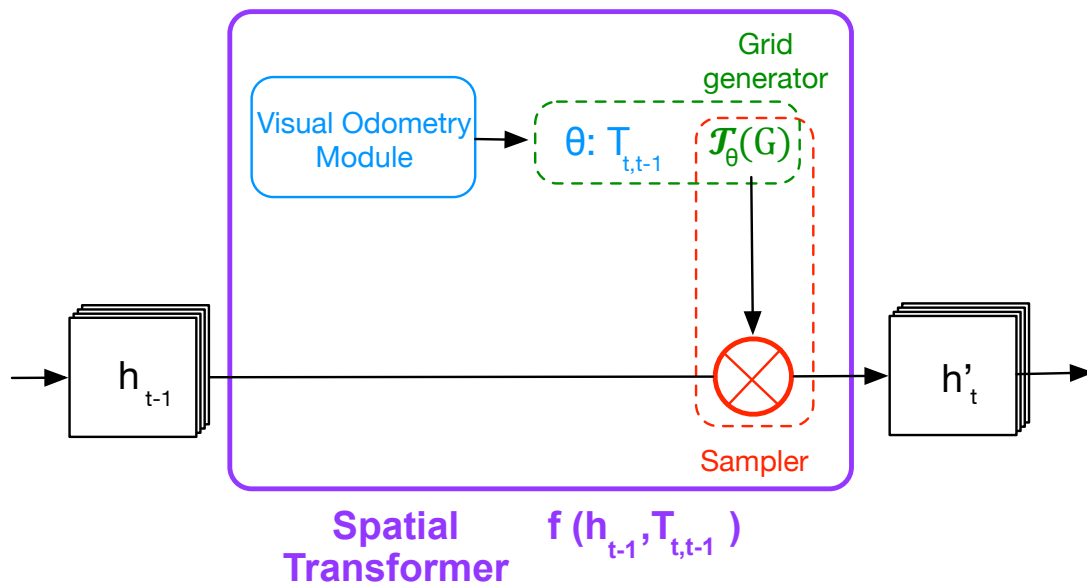 Grid
generator
Visual Odometry
Module
θ: T t,t-1
𝒯θ(G)
h t-1
h't
Sampler
Spatial
Transformer
f (h t-1,T t,t-1 )